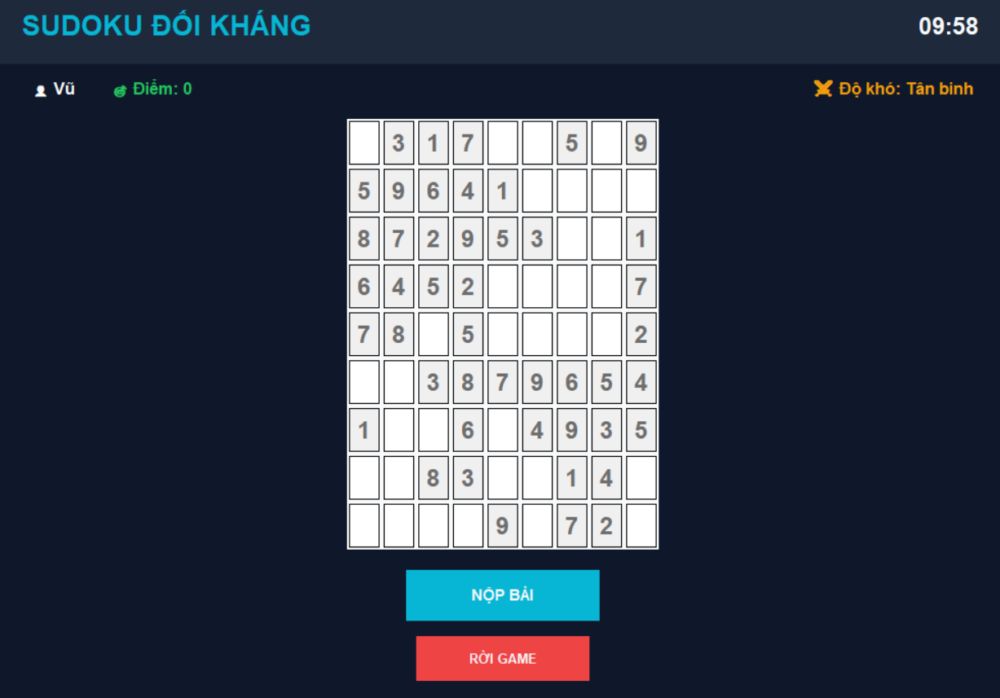 SUDOKU ĐỐI KHÁNG 09:58
Vũ Điểm: 0 Độ khó: Tân binh
3 1 7 5 9
5 9 6 4 1
8 7 2 9 5 3 1
6 4 5 2 7
7 8 5 2
3 8 7 9 6 5 4
1 6 4 9 3 5
8 3 1 4
9 7 2
NỘP BÀI
RỜI GAME